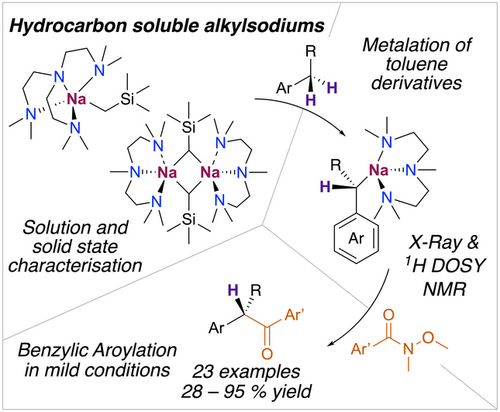 Hydrocarbon soluble alkylsodiums
N
N
N
N
Na
Si
R
Ar
H
H
Metalation of
toluene
derivatives
Si
N
N
N
Na
Na
N
N
N
Si
R
H
Na
N
N
N
Ar
Solution and
solid state
characterisation
X-Ray &
¹H DOSY
NMR
H
R
Ar
Ar'
O
Benzylic Aroylation
in mild conditions
23 examples
28 – 95 % yield
O
Ar'
N
O